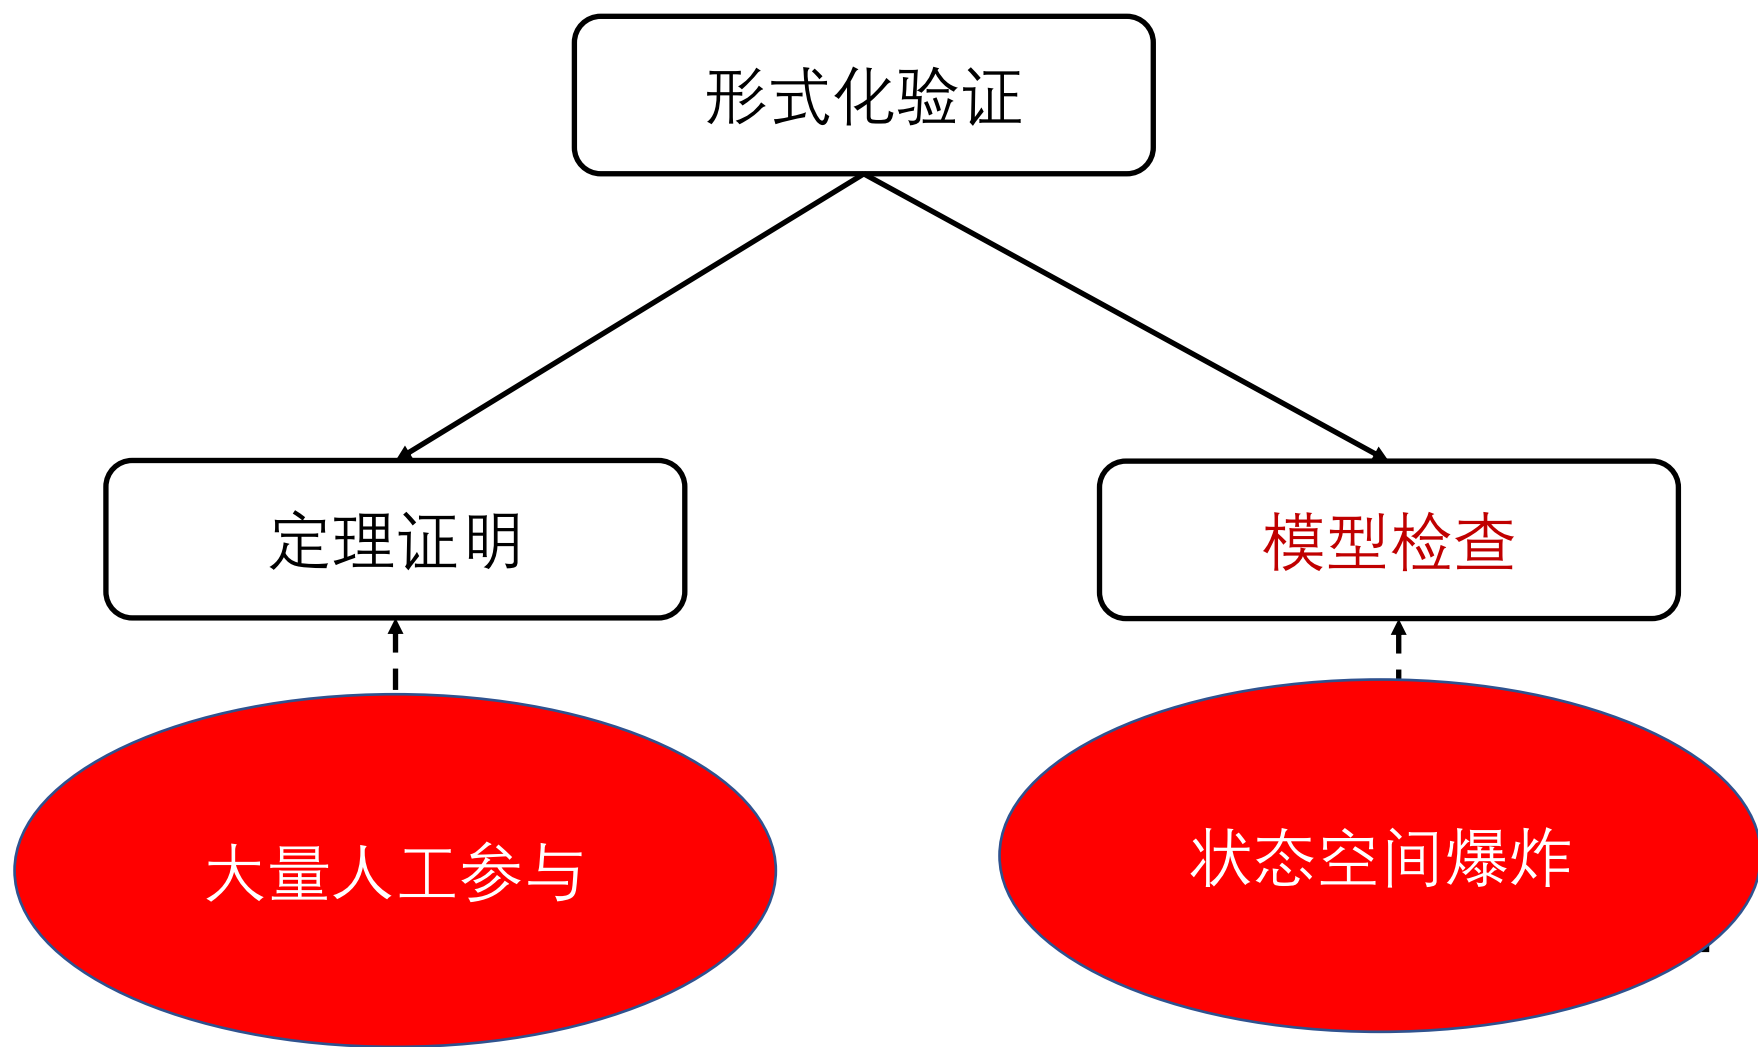 形式化验证
定理证明
模型检查
大量人工参与
状态空间爆炸